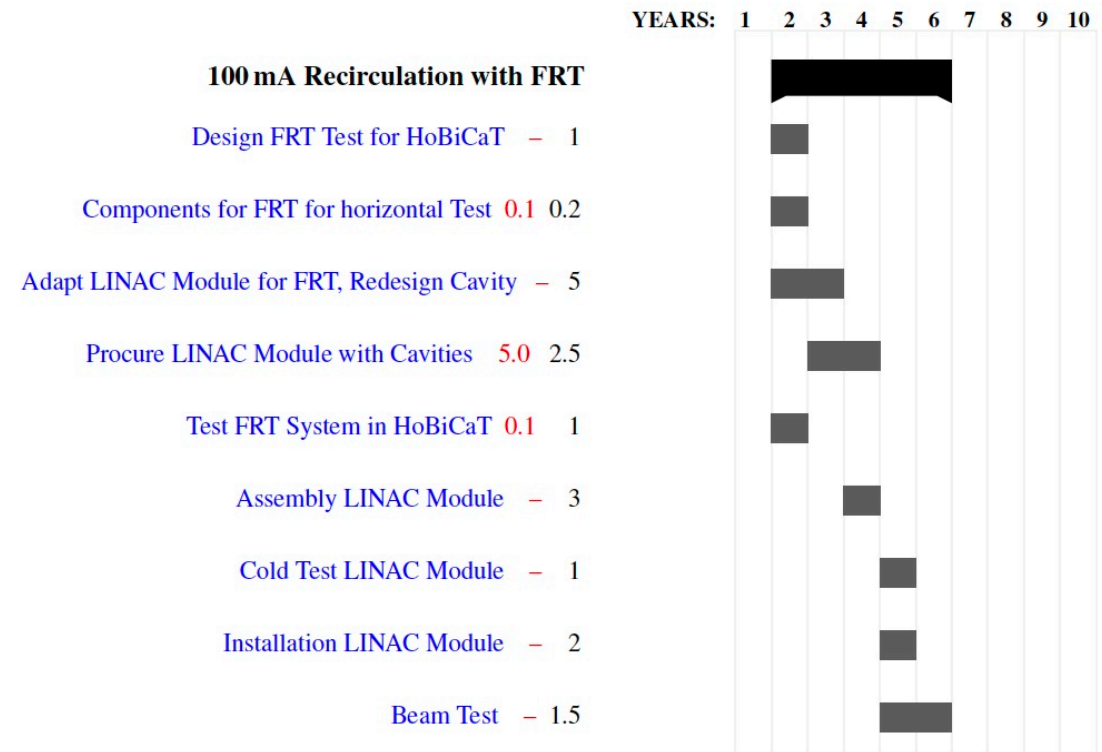 YEARS: 1 2 3 4 5 6 7 8 9 10
100 mA Recirculation with FRT
Design FRT Test for HoBiCaT – 1
Components for FRT for horizontal Test 0.1 0.2
Adapt LINAC Module for FRT, Redesign Cavity – 5
Procure LINAC Module with Cavities 5.0 2.5
Test FRT System in HoBiCaT 0.1 1
Assembly LINAC Module – 3
Cold Test LINAC Module – 1
Installation LINAC Module – 2
Beam Test – 1.5